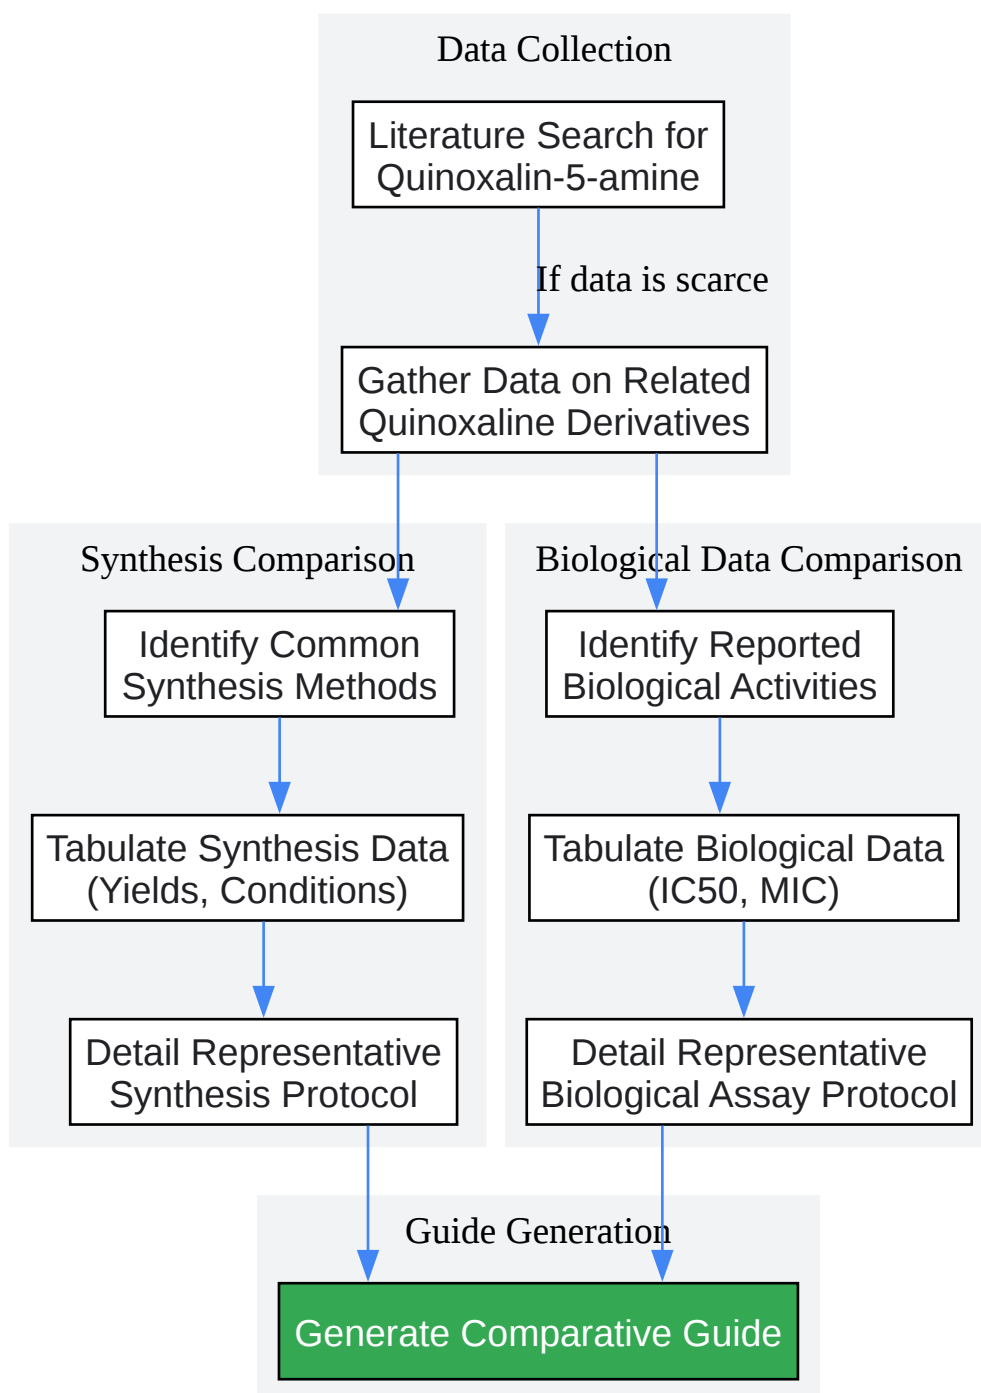 Data Collection
Literature Search for
Quinoxalin-5-amine
If data is scarce
Gather Data on Related
Quinoxaline Derivatives
Synthesis Comparison
Identify Common
Synthesis Methods
Tabulate Synthesis Data
(Yields, Conditions)
Detail Representative
Synthesis Protocol
Biological Data Comparison
Identify Reported
Biological Activities
Tabulate Biological Data
(IC50, MIC)
Detail Representative
Biological Assay Protocol
Guide Generation
Generate Comparative Guide